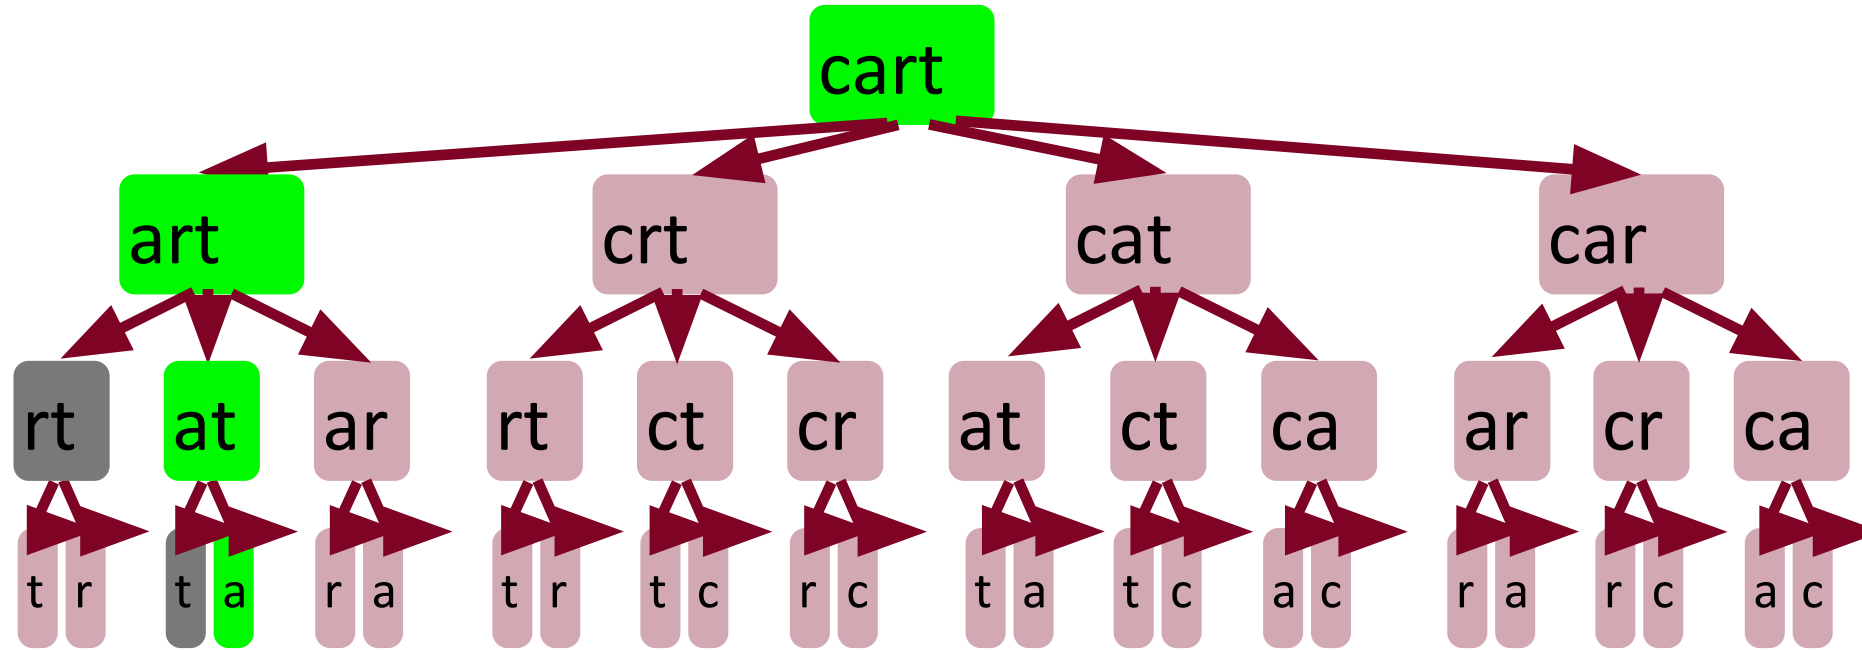 cart
art crt cat car
rt at ar rt ct cr at ct ca ar cr ca
t r t a r a t r t c r c t a t c a c r a r c a c